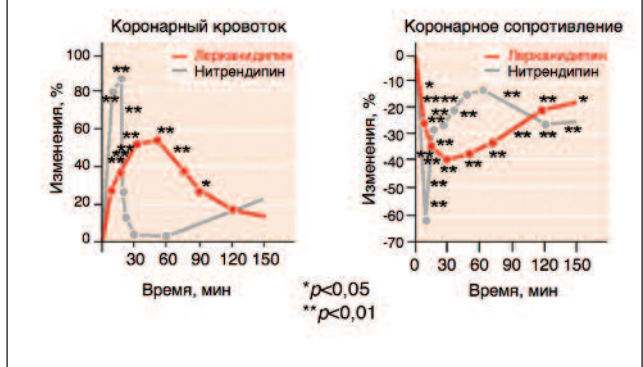 Коронарный кровоток
Изменения, %
100
80
60
40
20
0
Лерканидипин
Нитрендипин
**
**
**
**
**
**
**
**
**
*
30 60 90 120 150
Время, мин
Коронарное сопротивление
Изменения, %
-0
-10
-20
-30
-40
-50
-60
-70
Лерканидипин
Нитрендипин
*
****
**
**
**
**
**
**
**
**
**
**
**
**
**
**
*
0 30 60 90 120 150
Время, мин
*p<0,05
**p<0,01